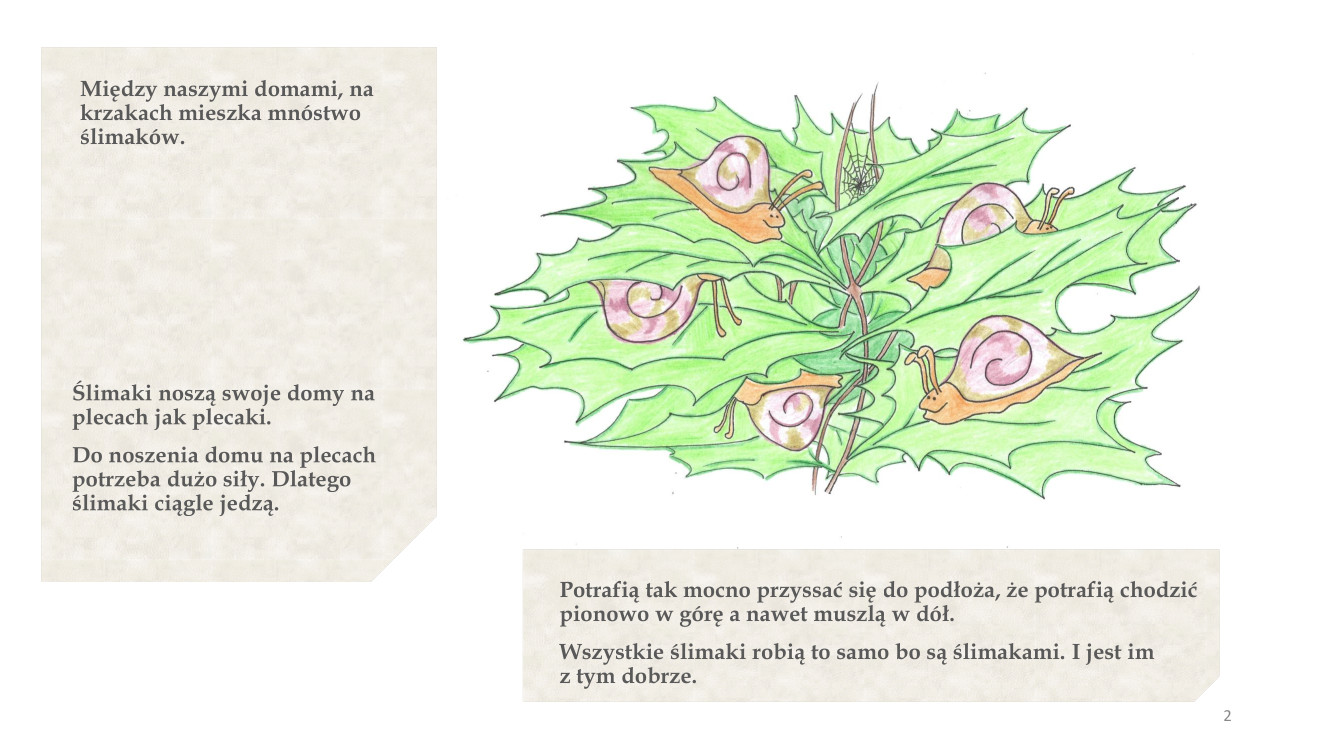 Między naszymi domami, na
krzakach mieszka mnóstwo
ślimaków.
Ślimaki noszą swoje domy na
plecach jak plecaki.
Do noszenia domu na plecach
potrzeba dużo siły. Dlatego
ślimaki ciągle jedzą.
Potrafią tak mocno przyssać się do podłoża, że potrafią chodzić
pionowo w górę a nawet muszlą w dół.
Wszystkie ślimaki robią to samo bo są ślimakami. I jest im
z tym dobrze.
2